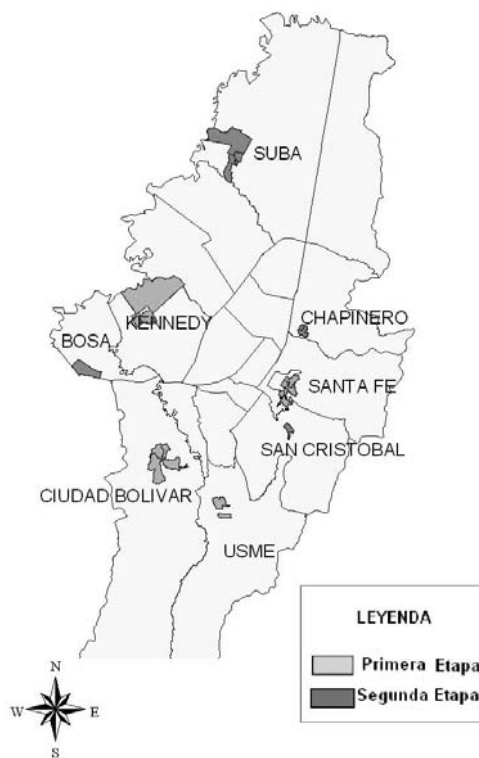 SUBA
CHAPINERO
KENNEDY
BOSA
SANTA FE
SAN CRISTOBAL
CIUDAD BOLIVAR
USME
LEYENDA
Primera Etapa
Segunda Etapa
N
W E
S